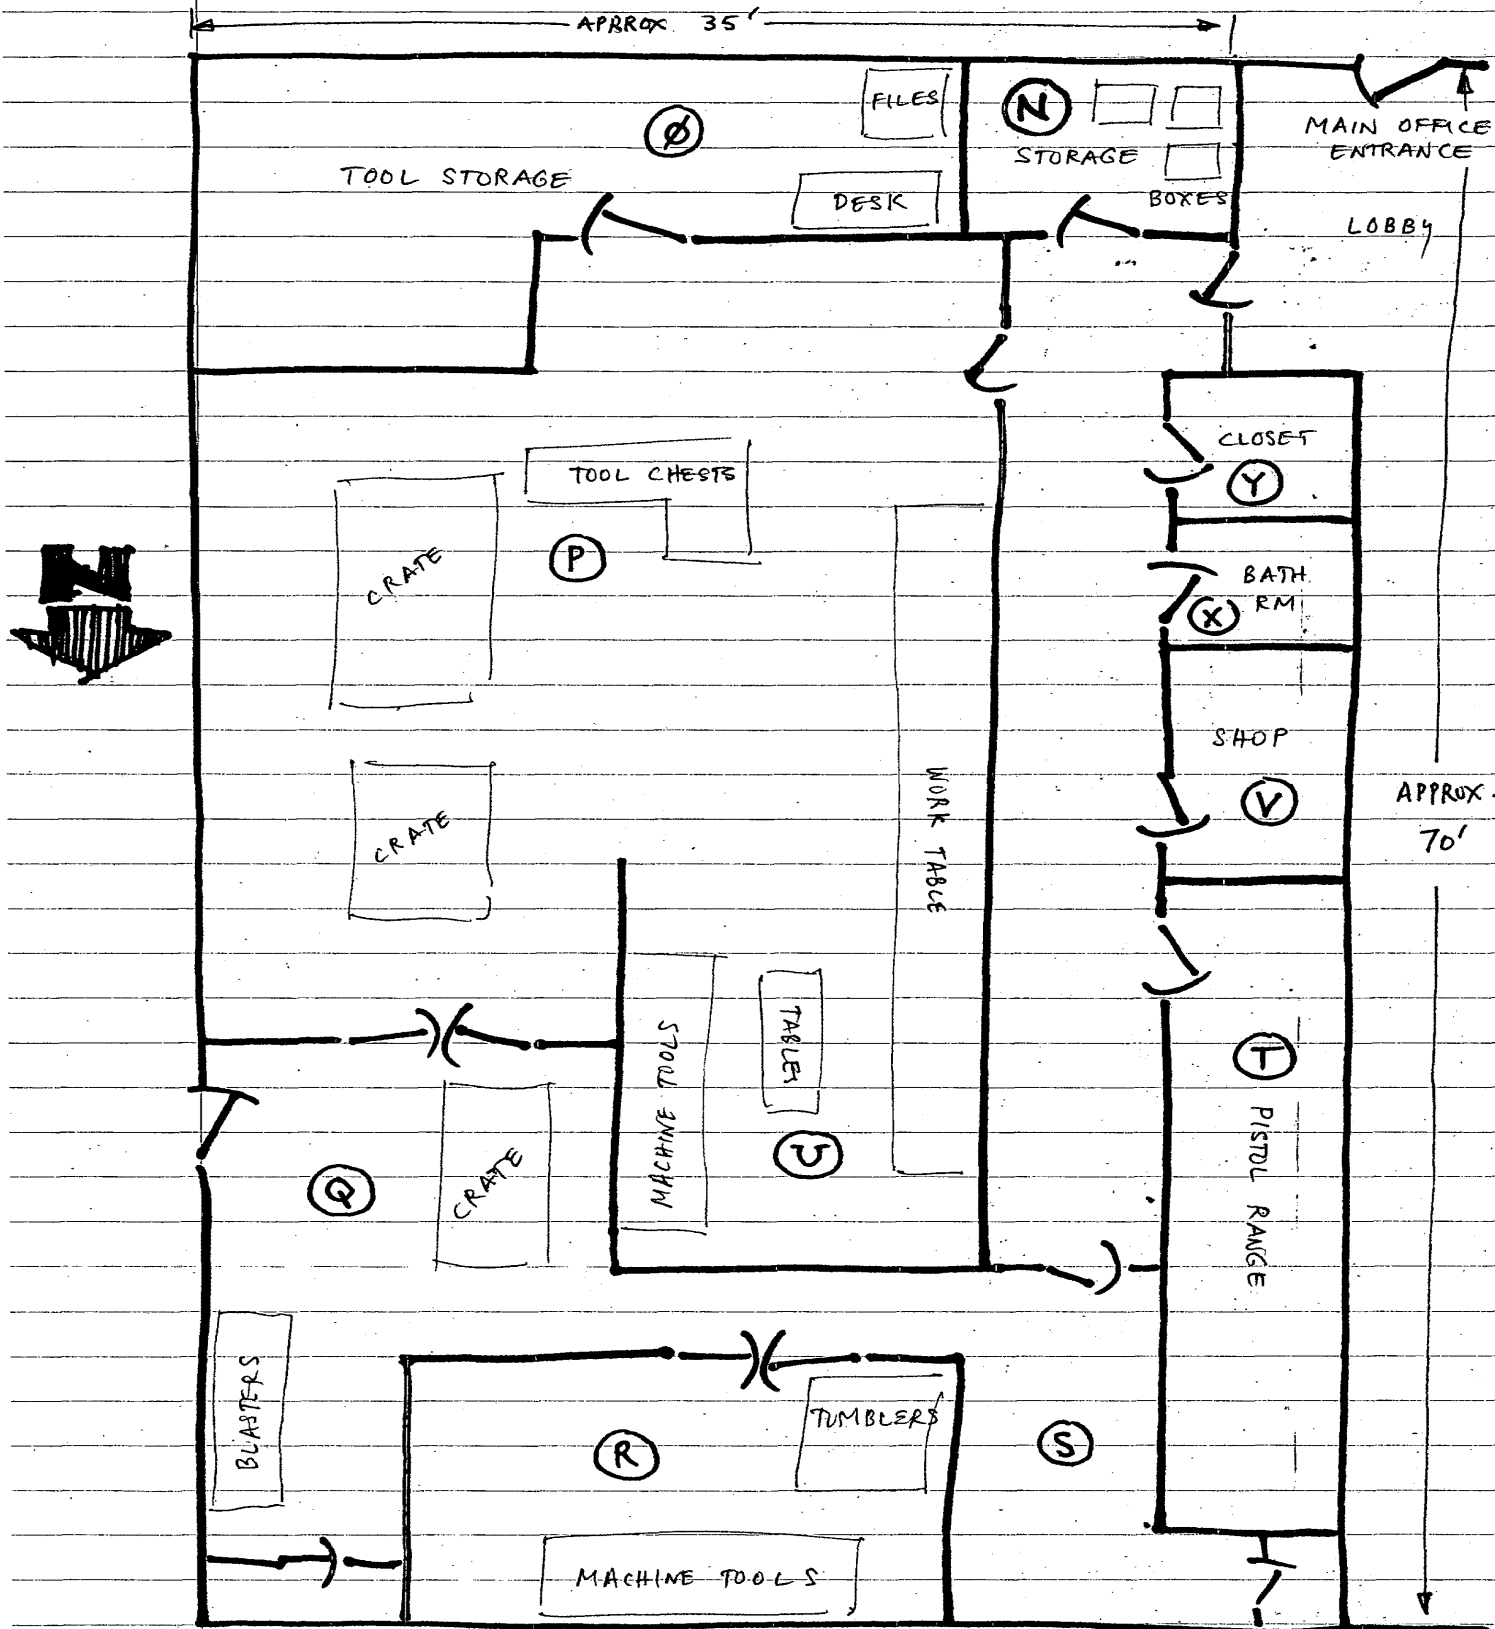 APPROX. 35'
FILES
N
Ø
MAIN OFFICE
ENTRANCE
STORAGE
TOOL STORAGE
DESK
BOXES
LOBBY
CLOSET
TOOL CHESTS
Y
CRATE
P
N
BATH
RM
X
SHOP
WORK TABLE
V
APPROX.
70'
CRATE
TABLES
MACHINE TOOLS
T
PISTOL RANGE
U
Q
CRATE
BLASTERS
TUMBLERS
R
S
MACHINE TOOLS